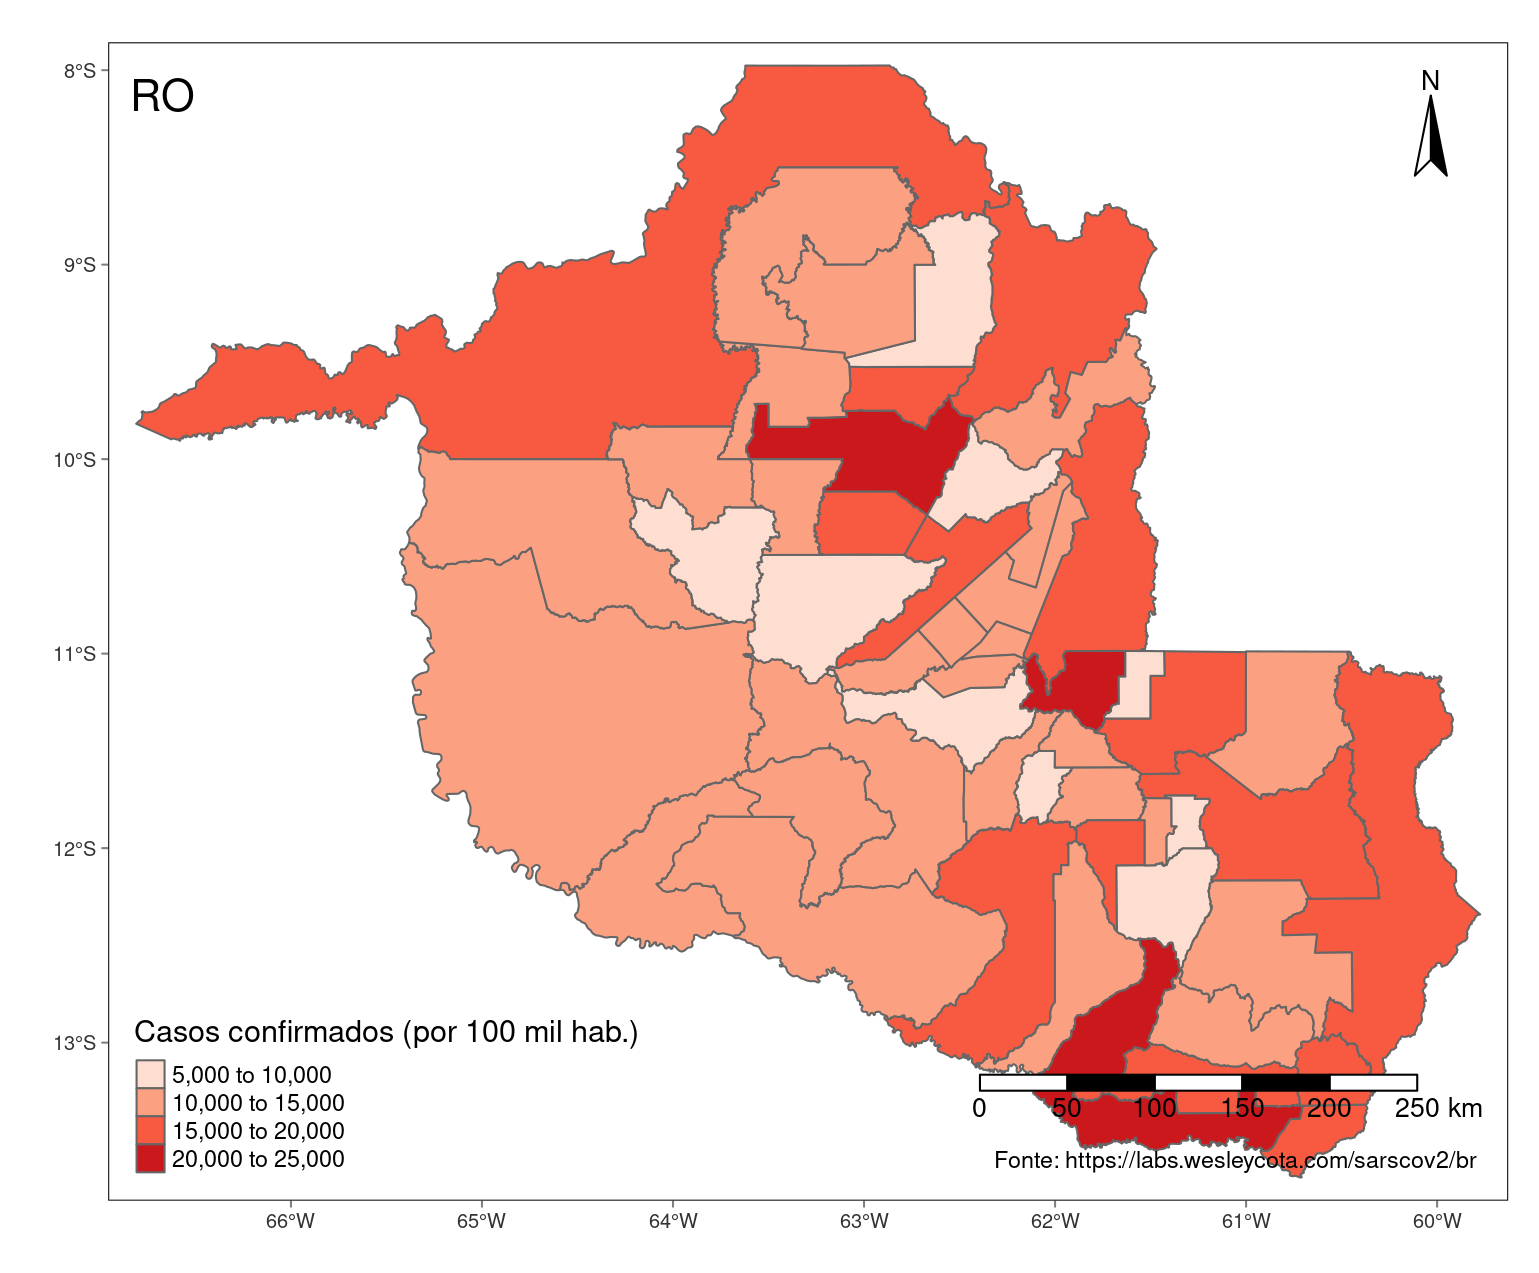 RO
N
8°S
9°S
10°S
11°S
12°S
13°S
Casos confirmados (por 100 mil hab.)
5,000 to 10,000
10,000 to 15,000
15,000 to 20,000
20,000 to 25,000
0 50 100 150 200 250 km
Fonte: https://labs.wesleycota.com/sarscov2/br
66°W 65°W 64°W 63°W 62°W 61°W 60°W